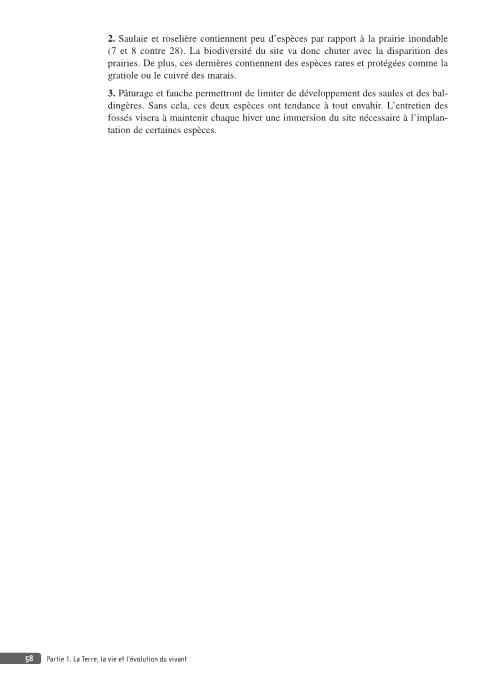 2. Saulaie et roselière contiennent peu d'espèces par rapport à la prairie inondable
(7 et 8 contre 28). La biodiversité du site va donc chuter avec la disparition des
prairies. De plus, ces dernières contiennent des espèces rares et protégées comme la
gratiole ou le cuivré des marais.
3. Pâturage et fauche permettront de limiter de développement des saules et des bal-
dingères. Sans cela, ces deux espèces ont tendance à tout envahir. L'entretien des
fossés visera à maintenir chaque hiver une immersion du site nécessaire à l'implan-
tation de certaines espèces.
58 Partie 1. La Terre, la vie et l'évolution du vivant